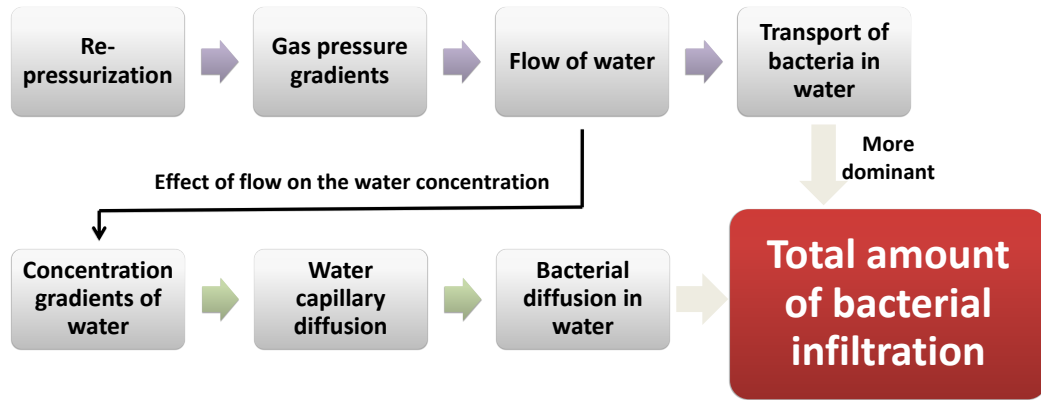 Re-
pressurization
Gas pressure
gradients
Flow of water
Transport of
bacteria in
water
More
dominant
Effect of flow on the water concentration
Concentration
gradients of
water
Water
capillary
diffusion
Bacterial
diffusion in
water
Total amount
of bacterial
infiltration